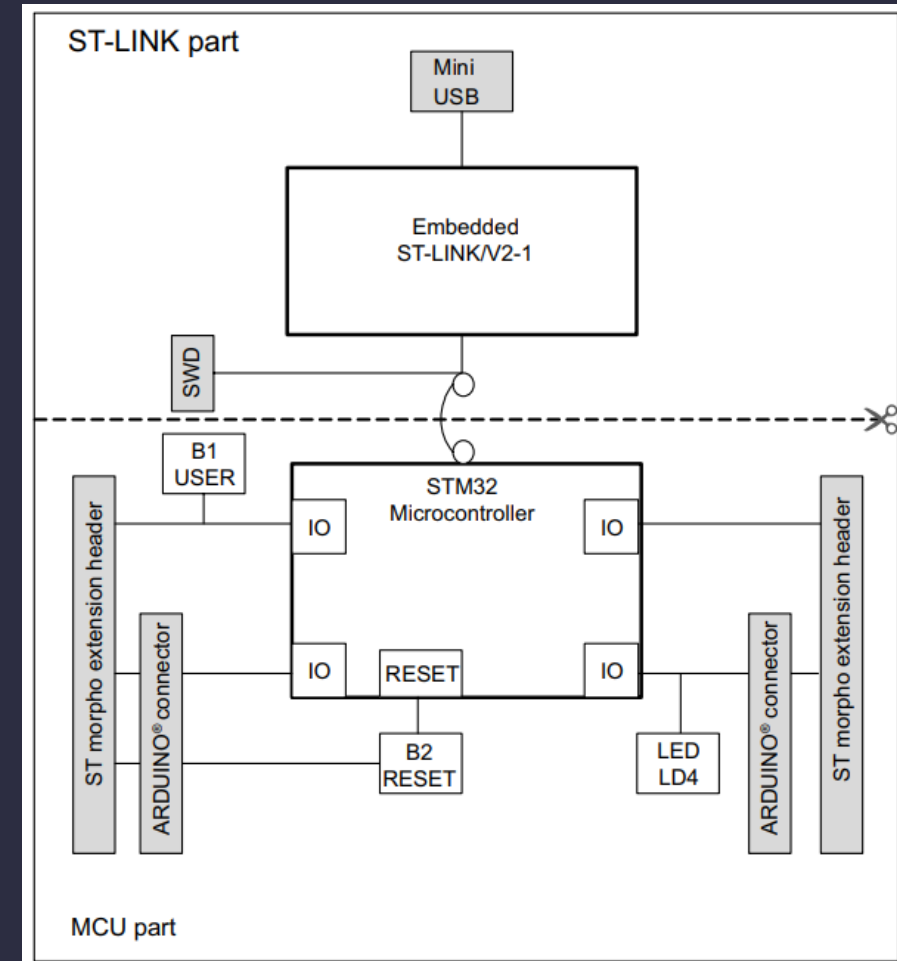 ST-LINK part
Mini
USB
Embedded
ST-LINK/V2-1
SWD
B1
USER
STM32
Microcontroller
IO
IO
ST morpho extension header
ARDUINO® connector
IO
RESET
IO
B2
RESET
LED
LD4
ARDUINO® connector
ST morpho extension header
MCU part